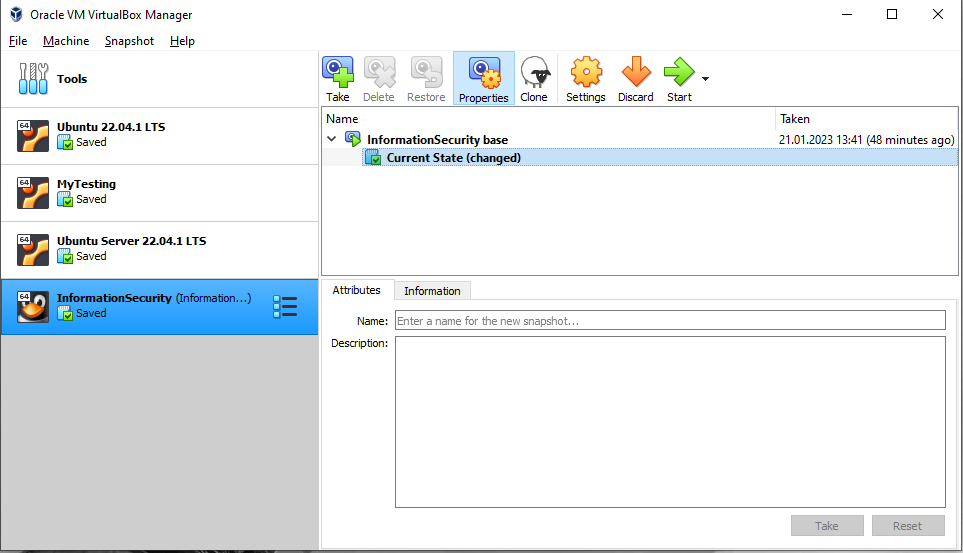 Oracle VM VirtualBox Manager
File Machine Snapshot Help
Tools
64
Ubuntu 22.04.1 LTS
Saved
64
MyTesting
Saved
64
Ubuntu Server 22.04.1 LTS
Saved
64
InformationSecurity (Information...)
Saved
Take Delete Restore Properties Clone Settings Discard Start
Name Taken
InformationSecurity base 21.01.2023 13:41 (48 minutes ago)
Current State (changed)
Attributes Information
Name: Enter a name for the new snapshot...
Description:
Take Reset